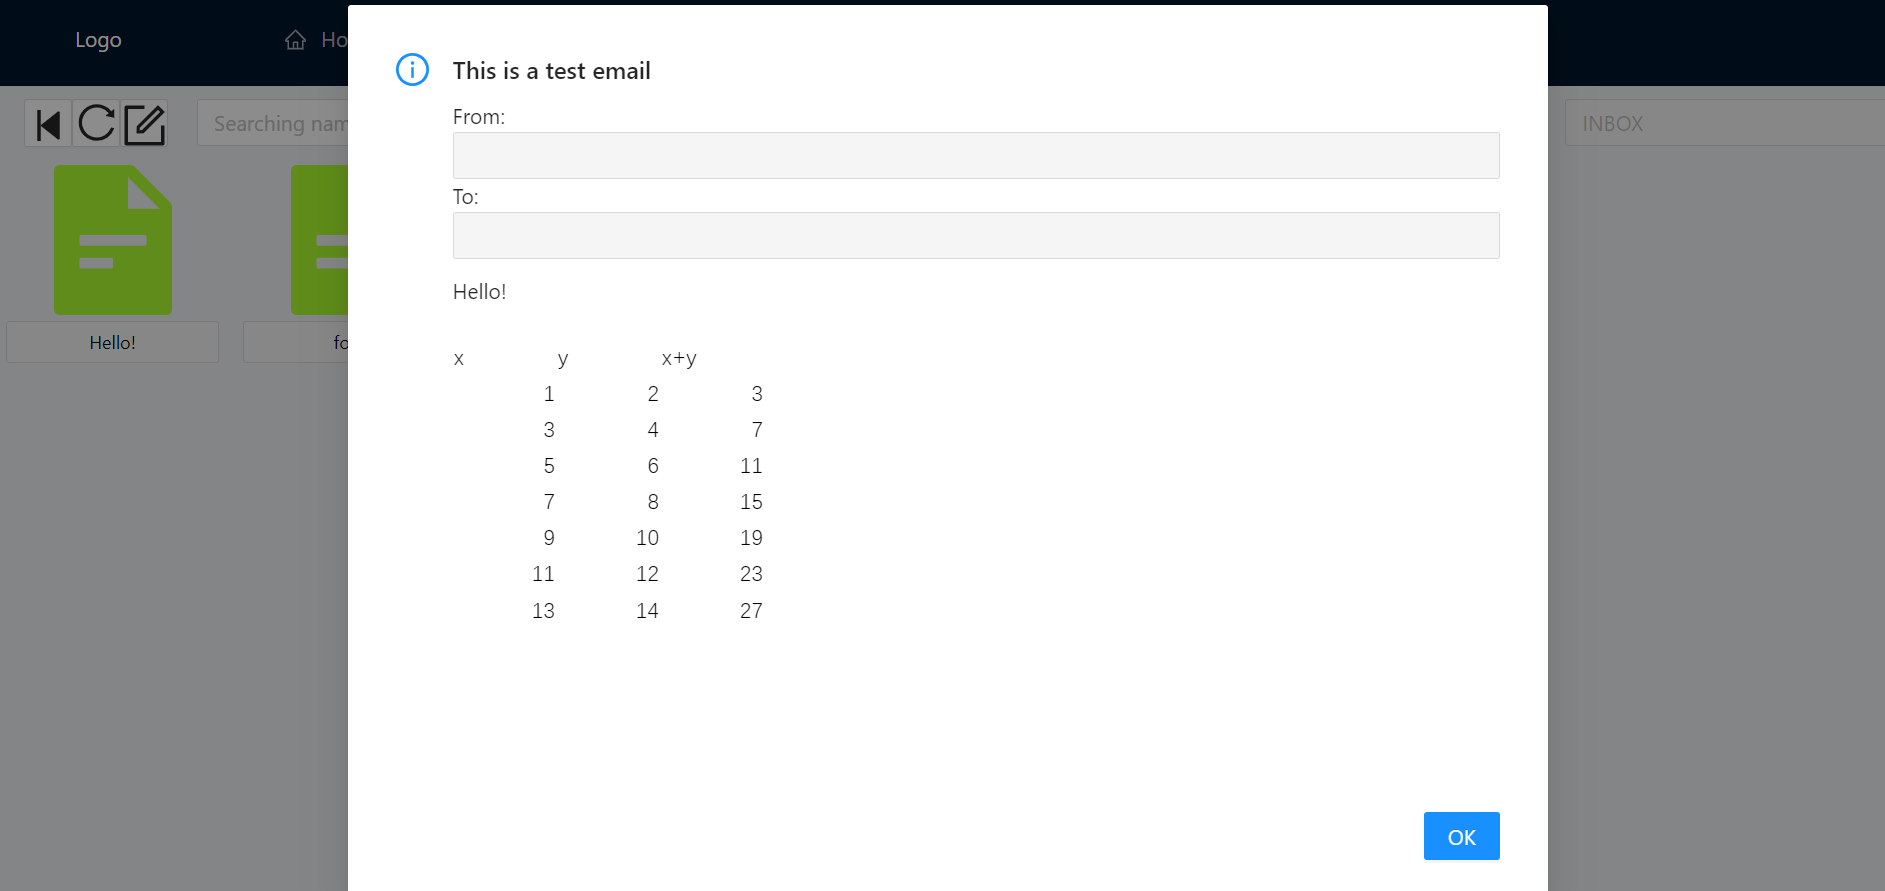 Logo
Ho
This is a test email
From:
Searching nam
INBOX
To:
Hello!
Hello!
fo
x y x+y
1 2 3
3 4 7
5 6 11
7 8 15
9 10 19
11 12 23
13 14 27
OK